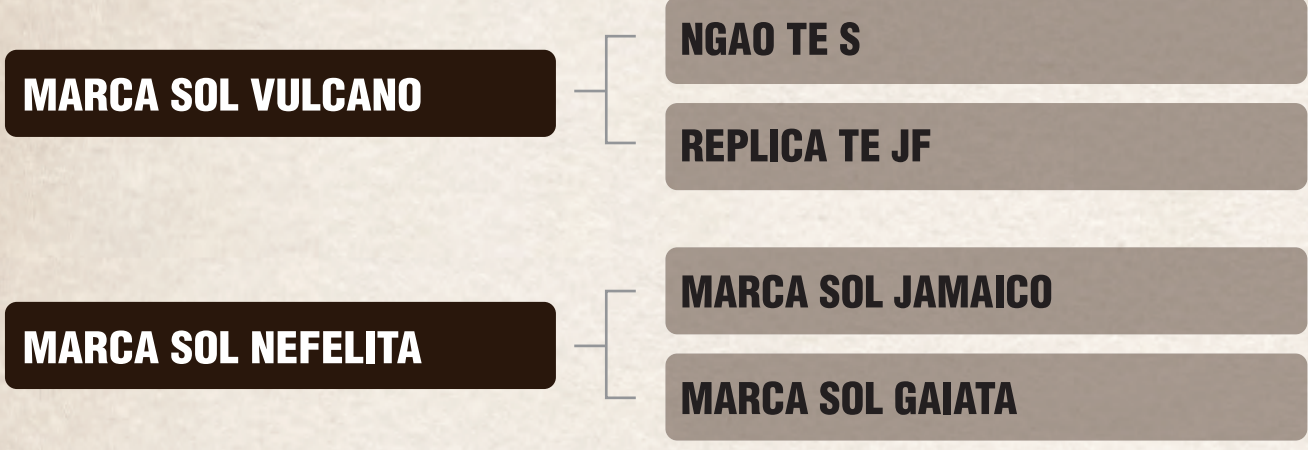 NGAO TE S
MARCA SOL VULCANO
REPLICA TE JF
MARCA SOL JAMAICO
MARCA SOL NEFELITA
MARCA SOL GAIATA